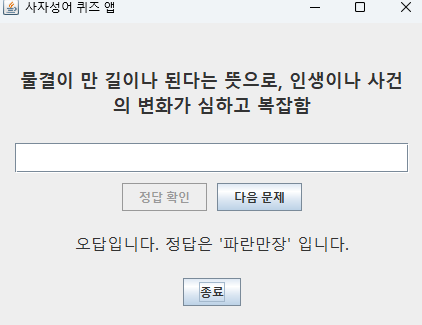 사자성어 퀴즈 앱
물결이 만 길이나 된다는 뜻으로, 인생이나 사건
의 변화가 심하고 복잡함
정답 확인
다음 문제
오답입니다. 정답은 '파란만장' 입니다.
종료